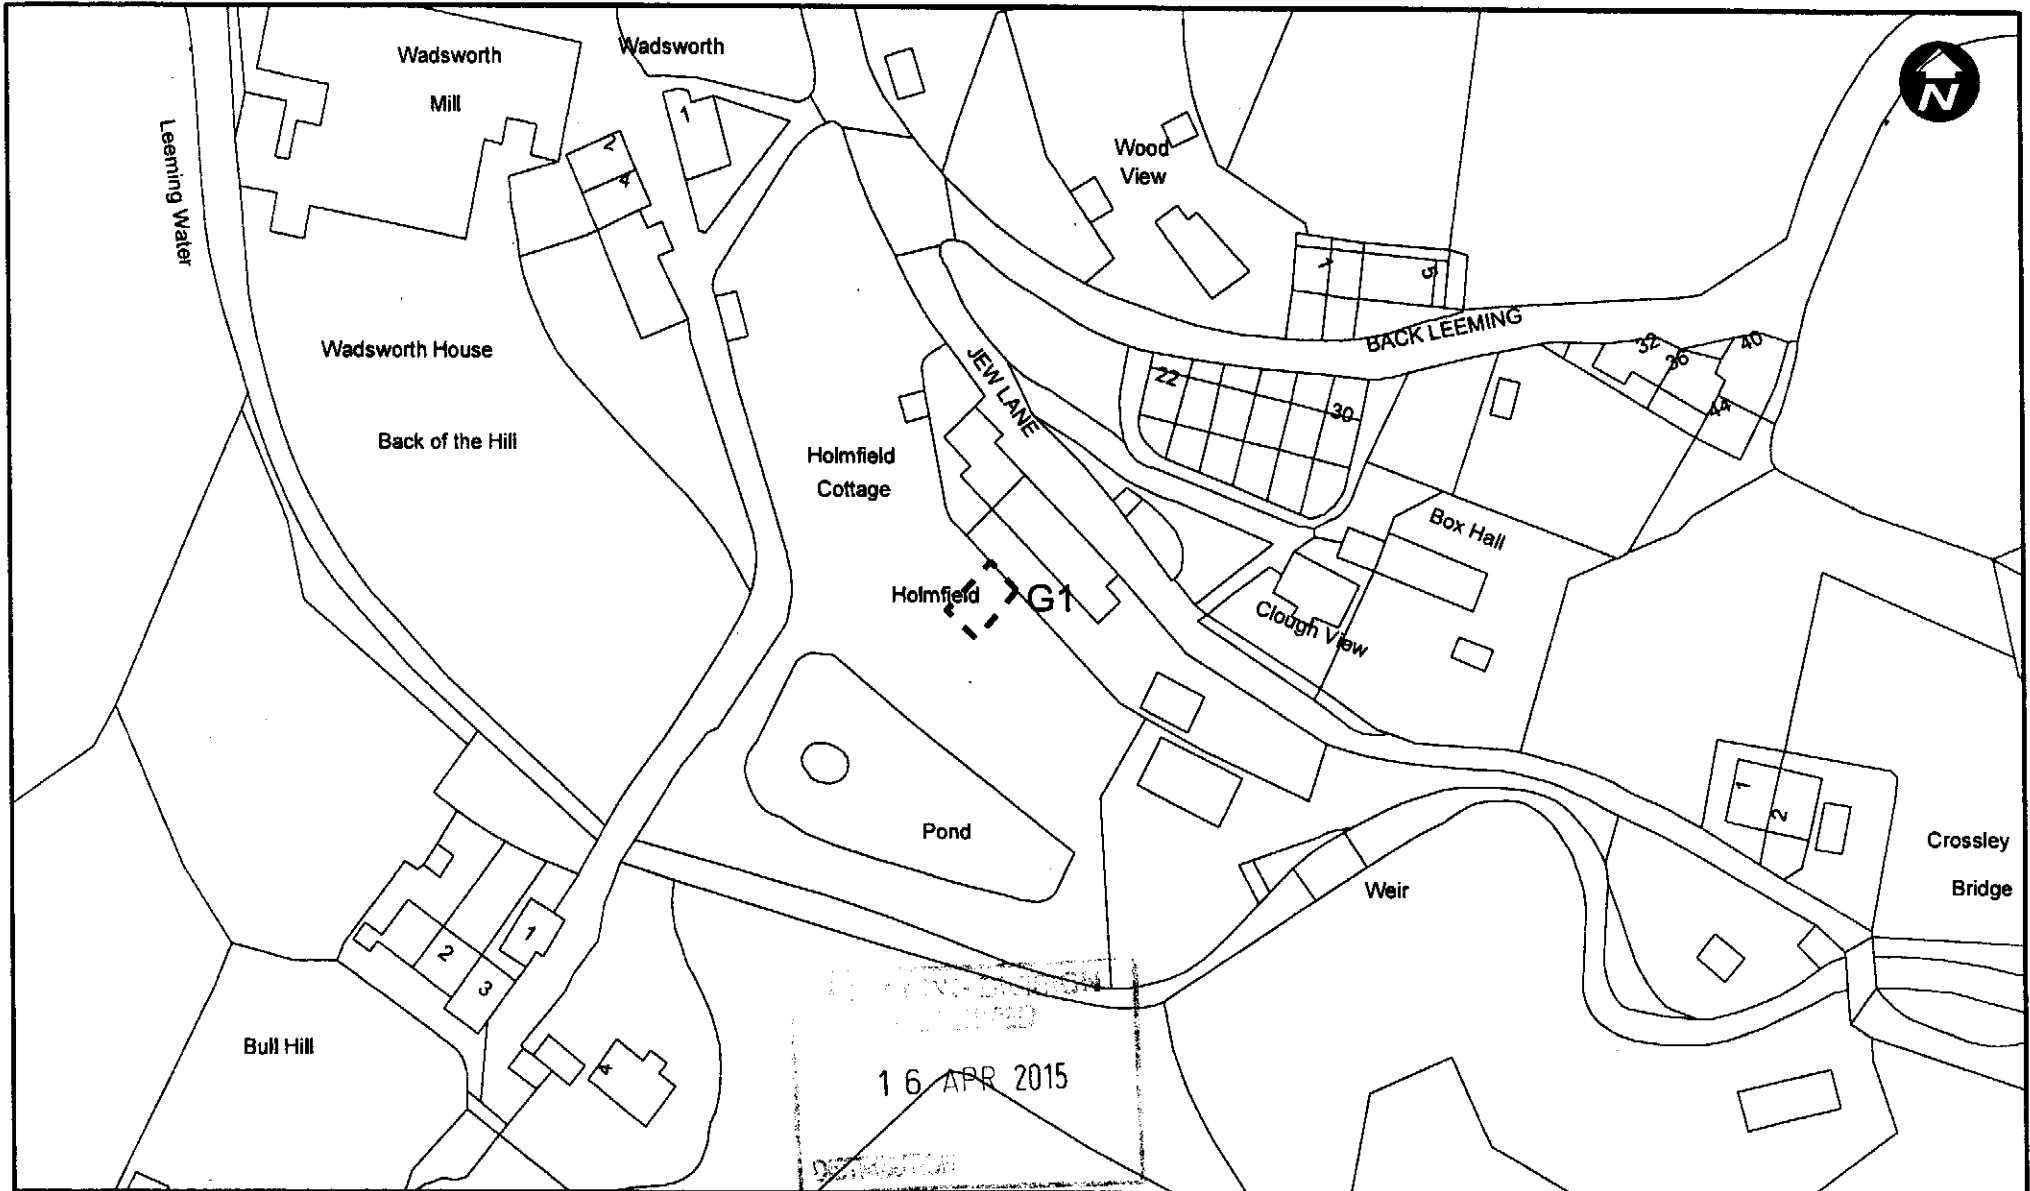 Wadsworth
Mill
Wadsworth
N
Leeming Water
1
2
4
Wood
View
1
5
BACK LEEMING
Wadsworth House
JEW LANE
22
30
32
36
40
44
Back of the Hill
Holmfield
Cottage
Box Hall
Holmfield
G1
Clough View
1
2
Pond
Weir
Crossley
Bridge
1
2
3
4
Bull Hill
16 APR 2015